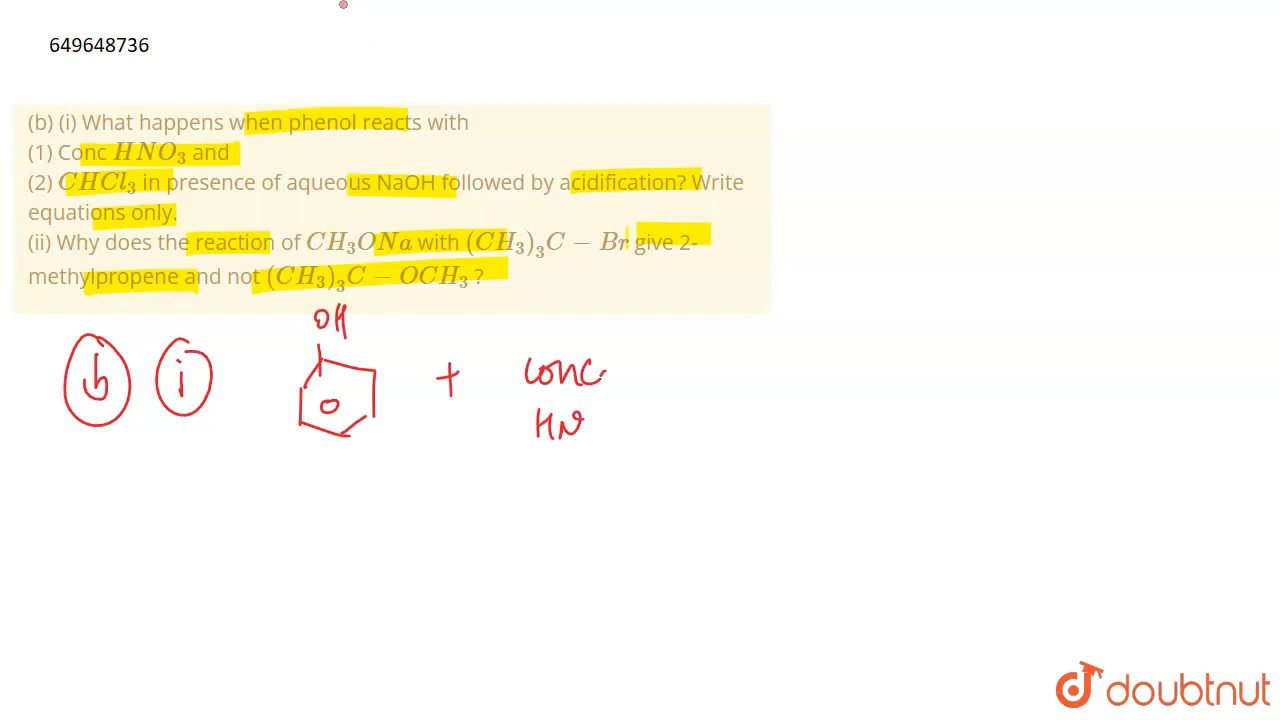 649648736
(b) (i) What happens when phenol reacts with
(1) Conc HNO₃ and
(2) CHCl₃ in presence of aqueous NaOH followed by acidification? Write
equations only.
(ii) Why does the reaction of CH₃ONa with (CH₃)₃C − Br give 2-
methylpropene and not (CH₃)₃C − OCH₃ ?
OH
b i + conc
HN
doubtnut